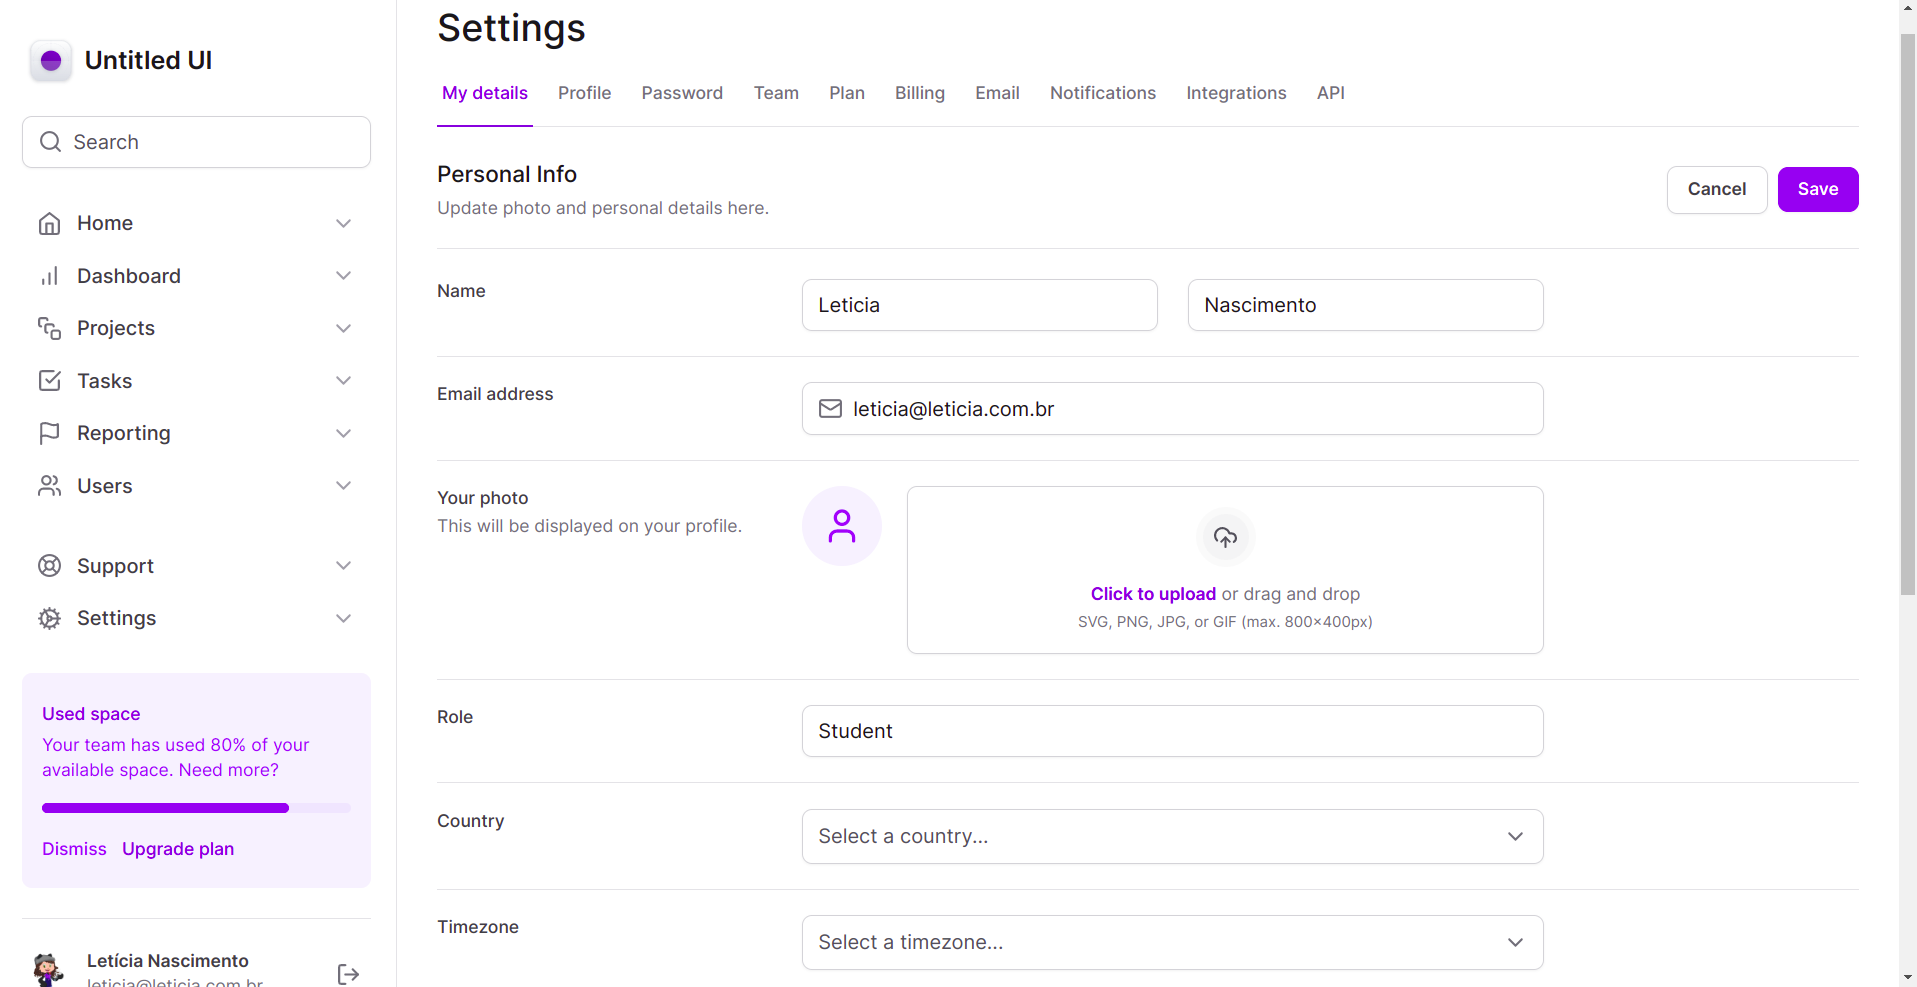 Untitled UI
Search
Home
Dashboard
Projects
Tasks
Reporting
Users
Support
Settings
Used space
Your team has used 80% of your
available space. Need more?
Dismiss Upgrade plan
Letícia Nascimento
leticia@leticia.com.br
Settings
My details Profile Password Team Plan Billing Email Notifications Integrations API
Personal Info
Update photo and personal details here.
Cancel Save
Name
Leticia Nascimento
Email address
leticia@leticia.com.br
Your photo
This will be displayed on your profile.
Click to upload or drag and drop
SVG, PNG, JPG, or GIF (max. 800×400px)
Role
Student
Country
Select a country...
Timezone
Select a timezone...